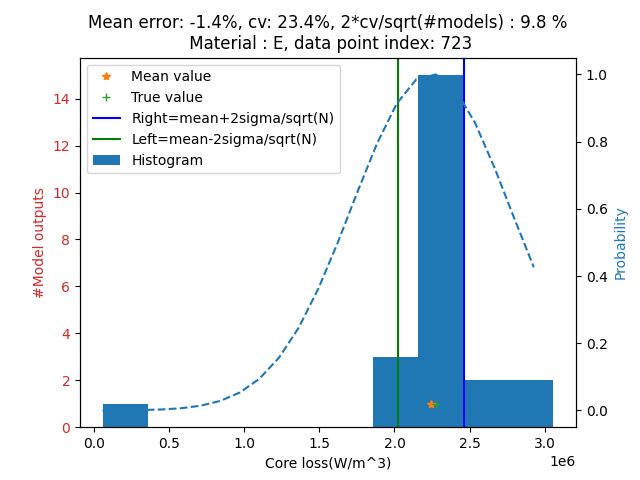 Mean error: -1.4%, cv: 23.4%, 2*cv/sqrt(#models) : 9.8 %
Material : E, data point index: 723
Mean value
True value
Right=mean+2sigma/sqrt(N)
Left=mean-2sigma/sqrt(N)
Histogram
#Model outputs
14
12
10
8
6
4
2
0
1.0
0.8
0.6
0.4
0.2
0.0
Probability
0.0 0.5 1.0 1.5 2.0 2.5 3.0
1e6
Core loss(W/m^3)